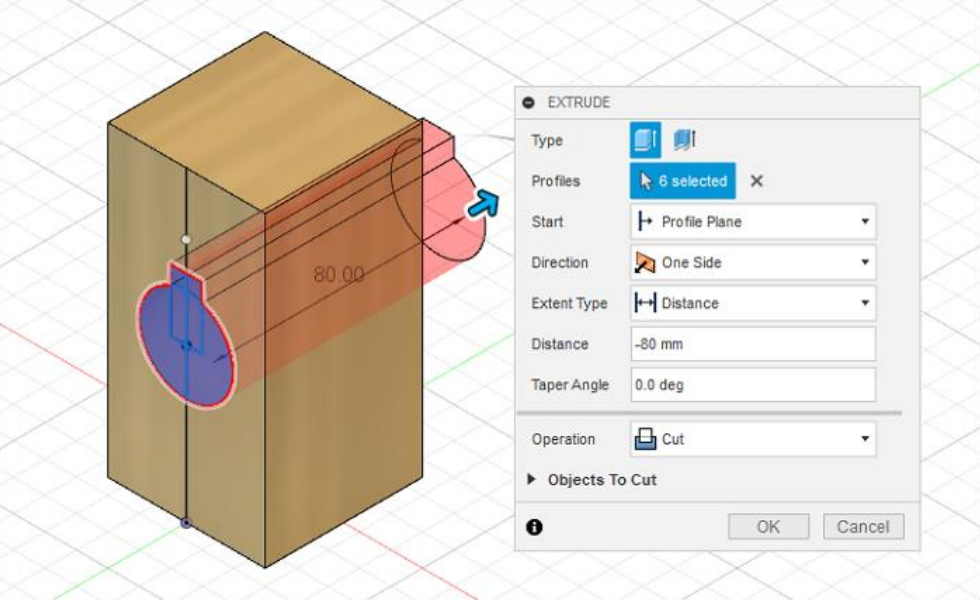 80.00
EXTRUDE
Type
Profiles 6 selected
Start Profile Plane
Direction One Side
Extent Type Distance
Distance -80 mm
Taper Angle 0.0 deg
Operation Cut
Objects To Cut
OK Cancel